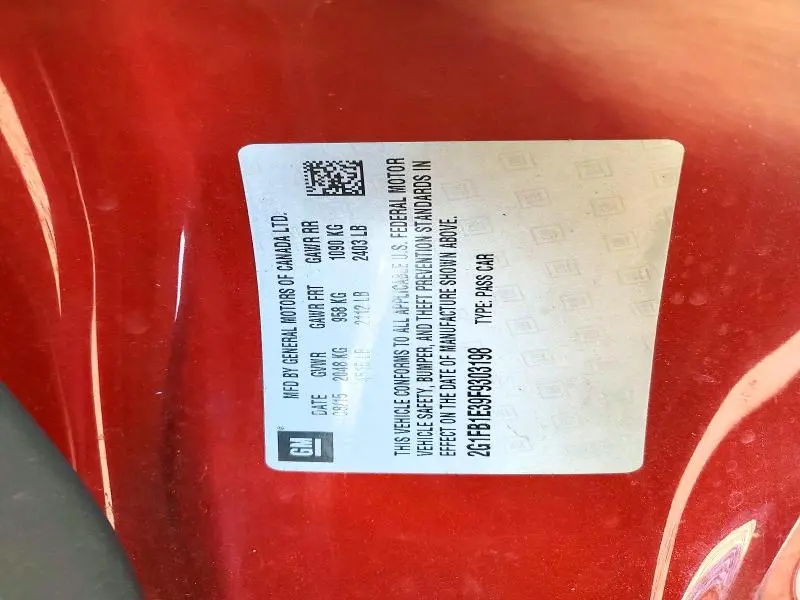 GM
MFD BY GENERAL MOTORS OF CANADA LTD.
DATE GVWR GAWR FRT GAWR RR
08/15 2048 KG 958 KG 1090 KG
2112 LB 2403 LB
THIS VEHICLE CONFORMS TO ALL APPLICABLE U.S. FEDERAL MOTOR
VEHICLE SAFETY, BUMPER, AND THEFT PREVENTION STANDARDS IN
EFFECT ON THE DATE OF MANUFACTURE SHOWN ABOVE.
2G1FB1E39F9303198 TYPE: PASS CAR